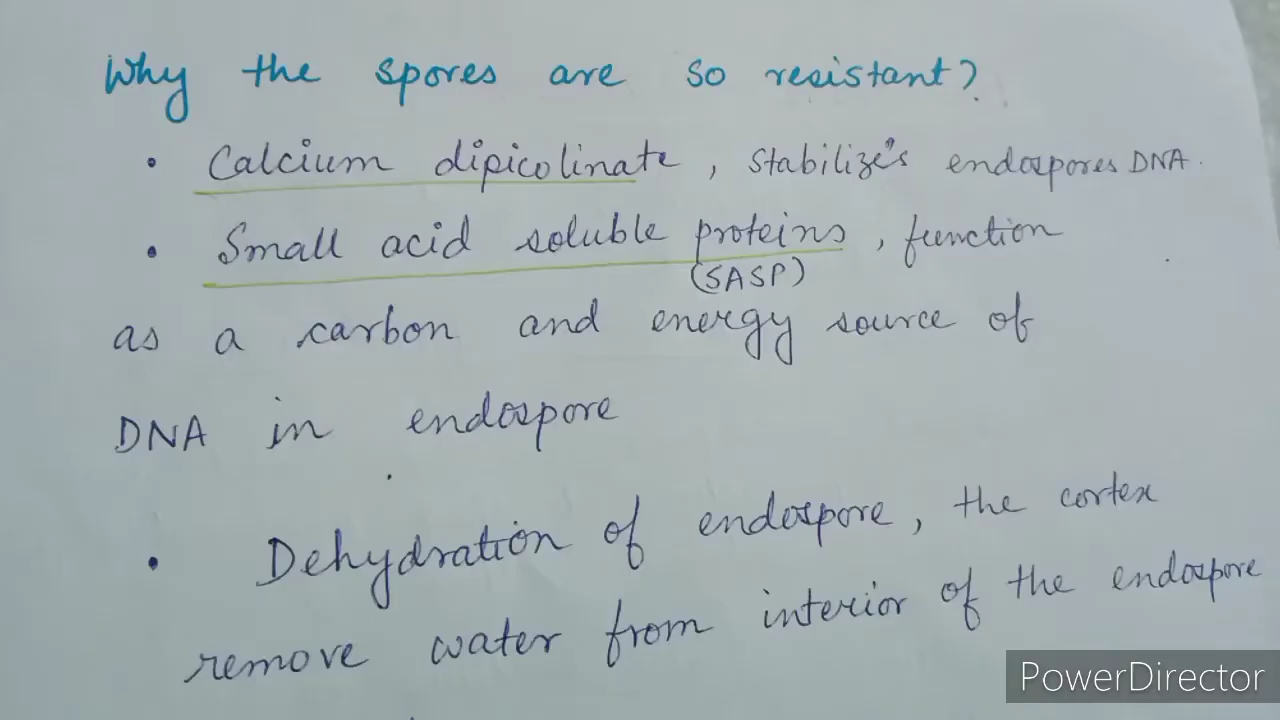 Why the spores are so resistant?
• Calcium dipicolinate, stabilize's endospores DNA.
• Small acid soluble proteins, function
(SASP)
as a carbon and energy source of
DNA in endospore
• Dehydration of endospore, the cortex
remove water from interior of the endospore
PowerDirector